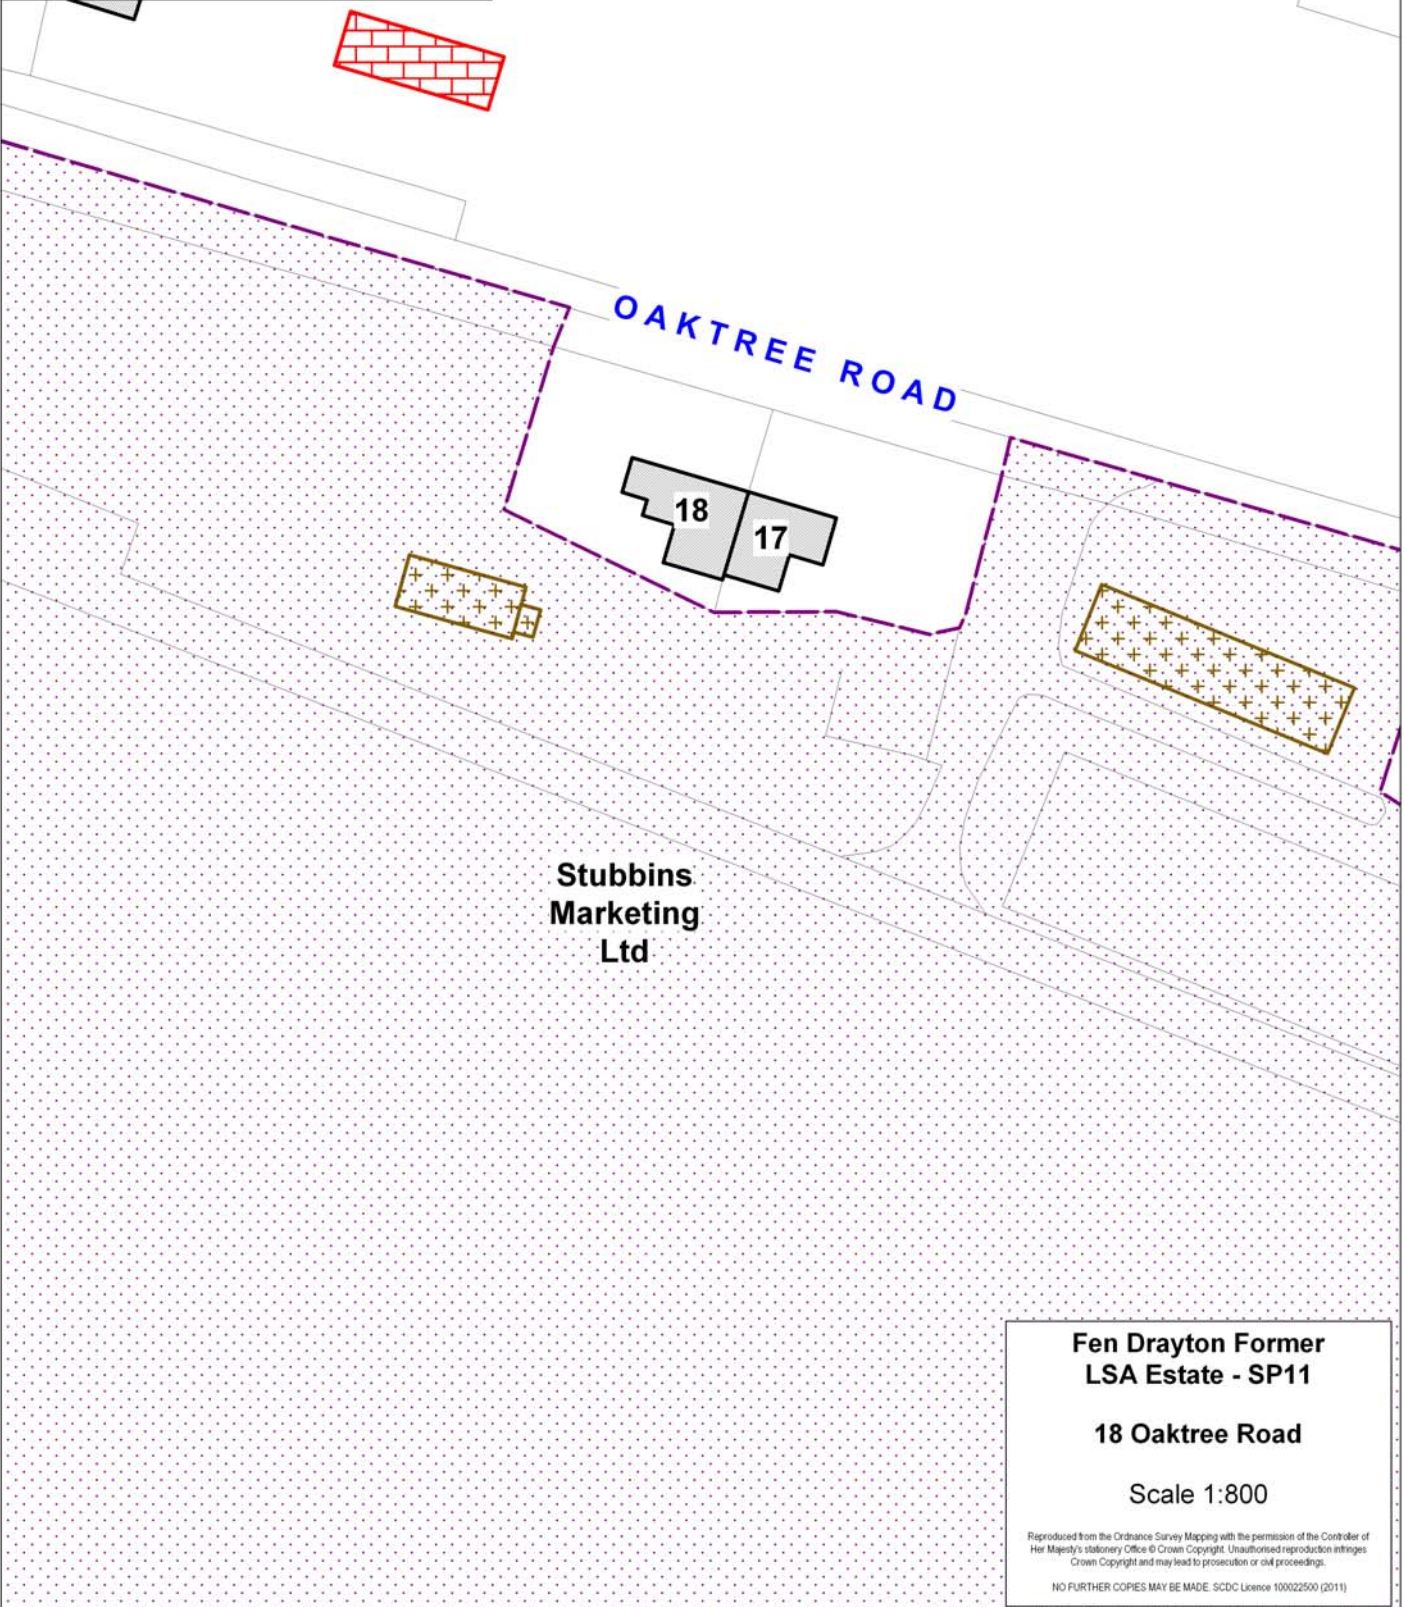 OAKTREE ROAD
18
17
Stubbins
Marketing
Ltd
Fen Drayton Former
LSA Estate - SP11
18 Oaktree Road
Scale 1:800
Reproduced from the Ordnance Survey Mapping with the permission of the Controller of
Her Majesty's stationery Office © Crown Copyright. Unauthorised reproduction infringes
Crown Copyright and may lead to prosecution or civil proceedings.
NO FURTHER COPIES MAY BE MADE. SCDC Licence 100022500 (2011)